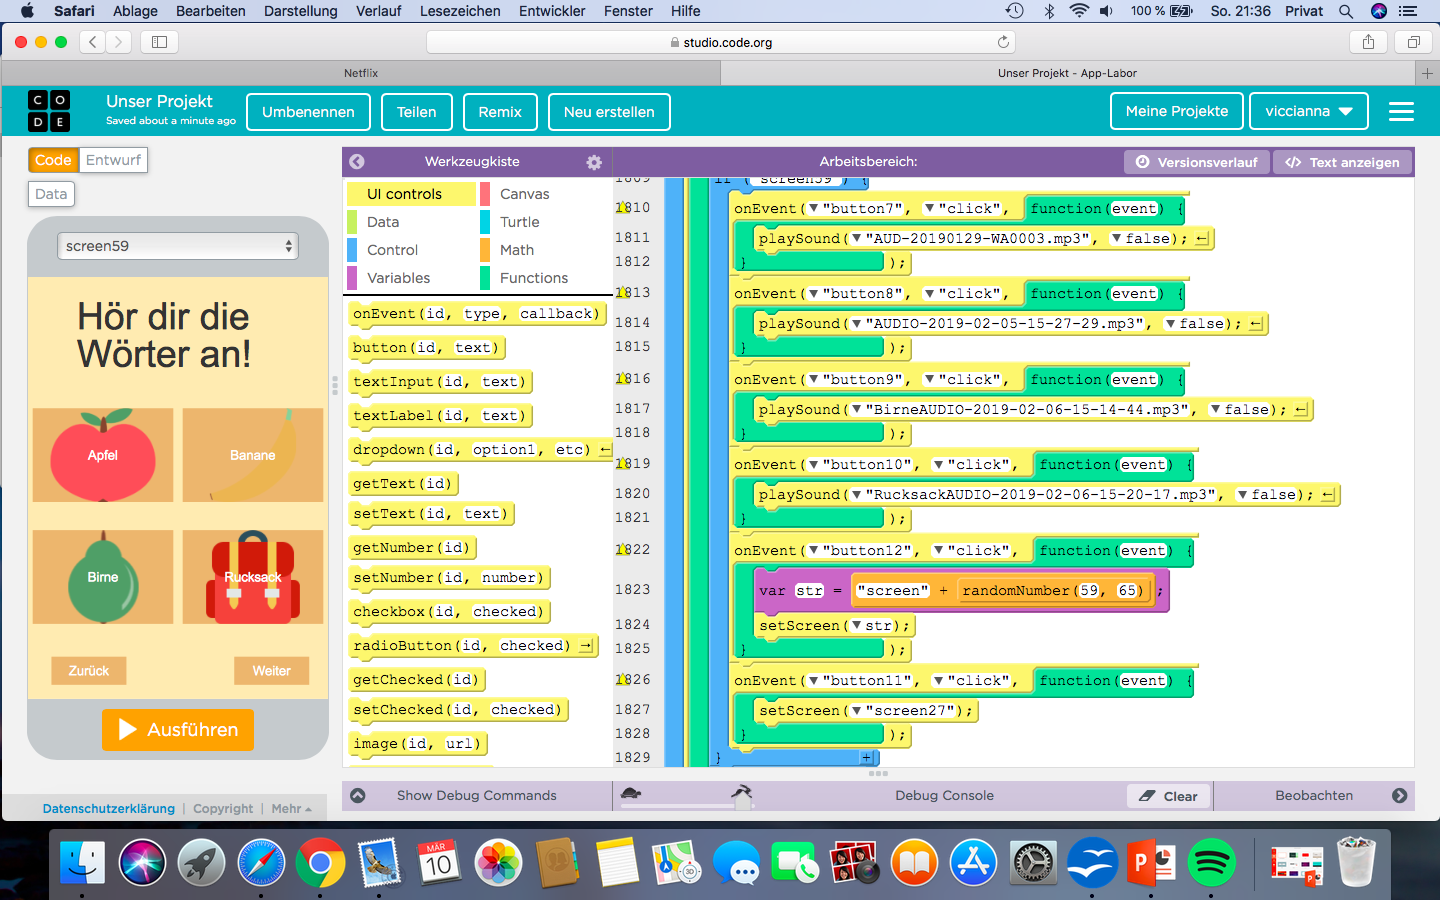 Safari Ablage Bearbeiten Darstellung Verlauf Lesezeichen Entwickler Fenster Hilfe 100 % So. 21:36 Privat
studio.code.org
Netflix Unser Projekt - App-Labor
CODE Unser Projekt
Saved about a minute ago
Umbenennen Teilen Remix Neu erstellen Meine Projekte viccianna
Code Entwurf
Data
screen59
Hör dir die
Wörter an!
Apfel Banane
Birne Rucksack
Zurück Weiter
Ausführen
Datenschutzerklärung | Copyright | Mehr
Werkzeugkiste
UI controls Canvas
Data Turtle
Control Math
Variables Functions
onEvent(id, type, callback)
button(id, text)
textInput(id, text)
textLabel(id, text)
dropdown(id, option1, etc)
getText(id)
setText(id, text)
getNumber(id)
setNumber(id, number)
checkbox(id, checked)
radioButton(id, checked)
getChecked(id)
setChecked(id, checked)
image(id, url)
Arbeitsbereich: Versionsverlauf </> Text anzeigen
1809 if ( "screen59" ) {
1810 onEvent("button7", "click", function(event) {
1811 playSound("AUD-20190129-WA0003.mp3", false);
1812 } );
1813 onEvent("button8", "click", function(event) {
1814 playSound("AUDIO-2019-02-05-15-27-29.mp3", false);
1815 } );
1816 onEvent("button9", "click", function(event) {
1817 playSound("BirneAUDIO-2019-02-06-15-14-44.mp3", false);
1818 } );
1819 onEvent("button10", "click", function(event) {
1820 playSound("RucksackAUDIO-2019-02-06-15-20-17.mp3", false);
1821 } );
1822 onEvent("button12", "click", function(event) {
1823 var str = "screen" + randomNumber(59, 65) ;
1824 setScreen(str);
1825 } );
1826 onEvent("button11", "click", function(event) {
1827 setScreen("screen27");
1828 } );
1829 } +
Show Debug Commands Debug Console Clear Beobachten
MÄR
10